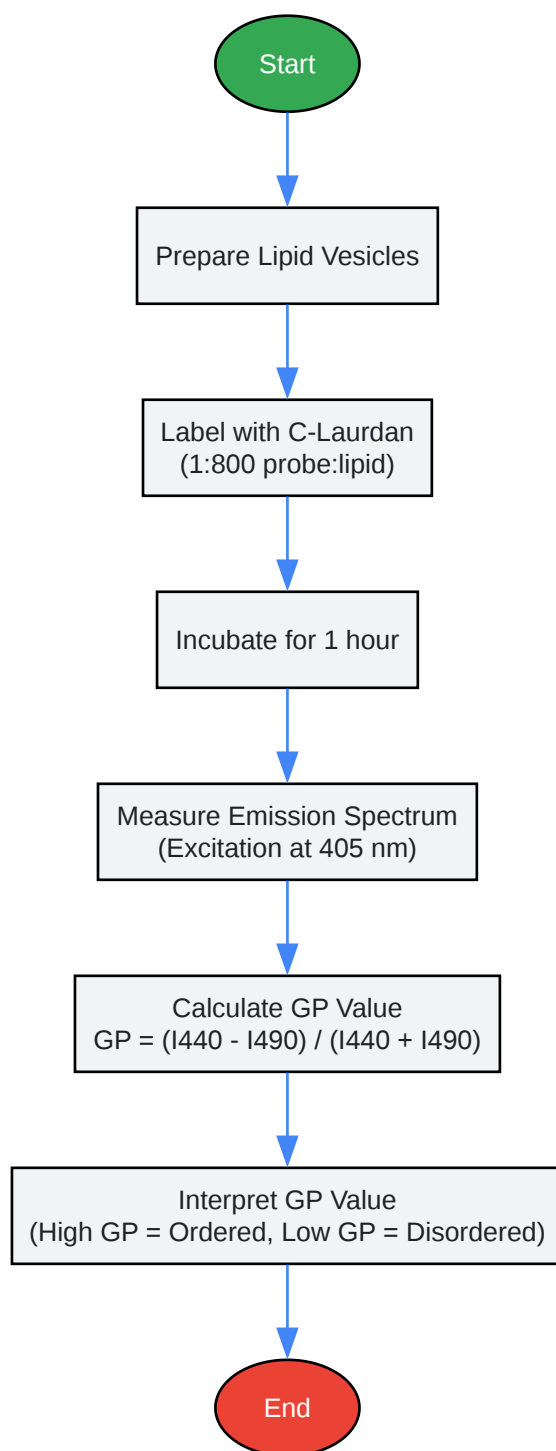 Start
Prepare Lipid Vesicles
Label with C-Laurdan
(1:800 probe:lipid)
Incubate for 1 hour
Measure Emission Spectrum
(Excitation at 405 nm)
Calculate GP Value
GP = (I440 - I490) / (I440 + I490)
Interpret GP Value
(High GP = Ordered, Low GP = Disordered)
End